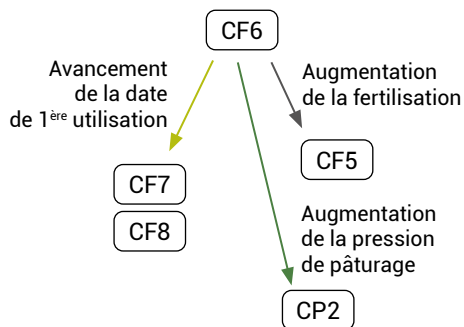 CF6
Avancement
de la date
de 1ère utilisation
Augmentation
de la fertilisation
CF5
CF7
CF8
Augmentation
de la pression
de pâturage
CP2